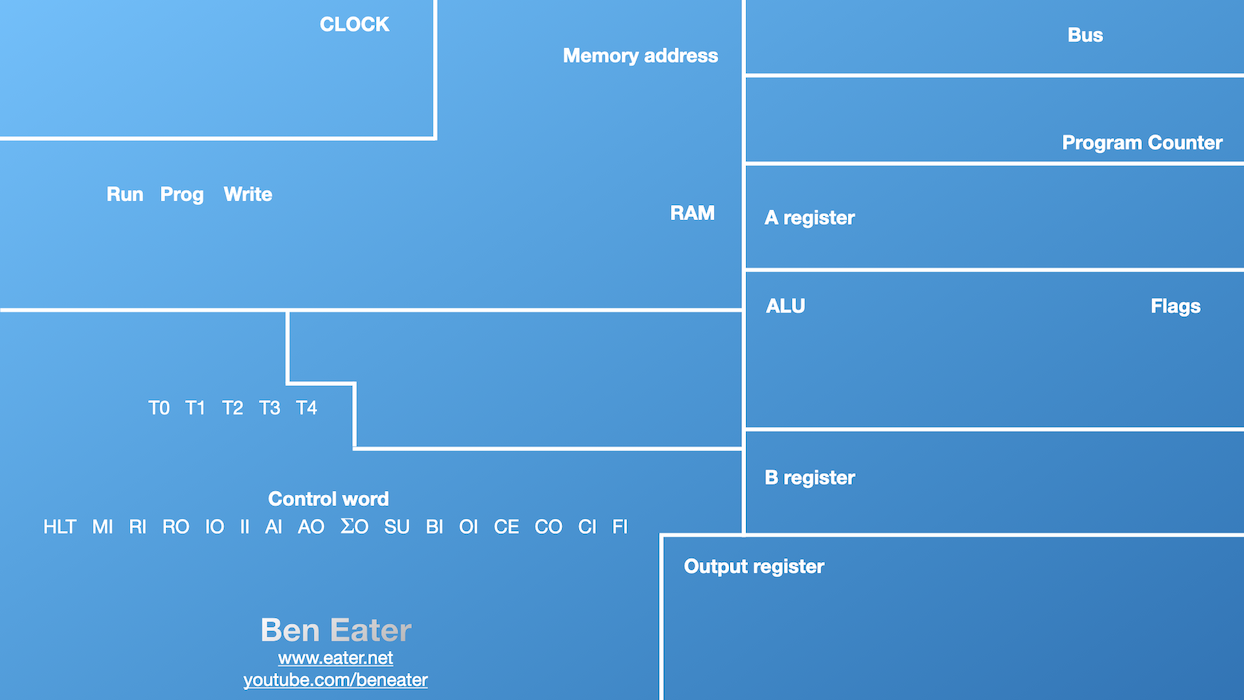 CLOCK
Memory address
Bus
Program Counter
Run Prog Write
RAM
A register
ALU
Flags
T0 T1 T2 T3 T4
B register
Control word
HLT MI RI RO IO II AI AO ΣO SU BI OI CE CO CI FI
Output register
Ben Eater
www.eater.net
youtube.com/beneater